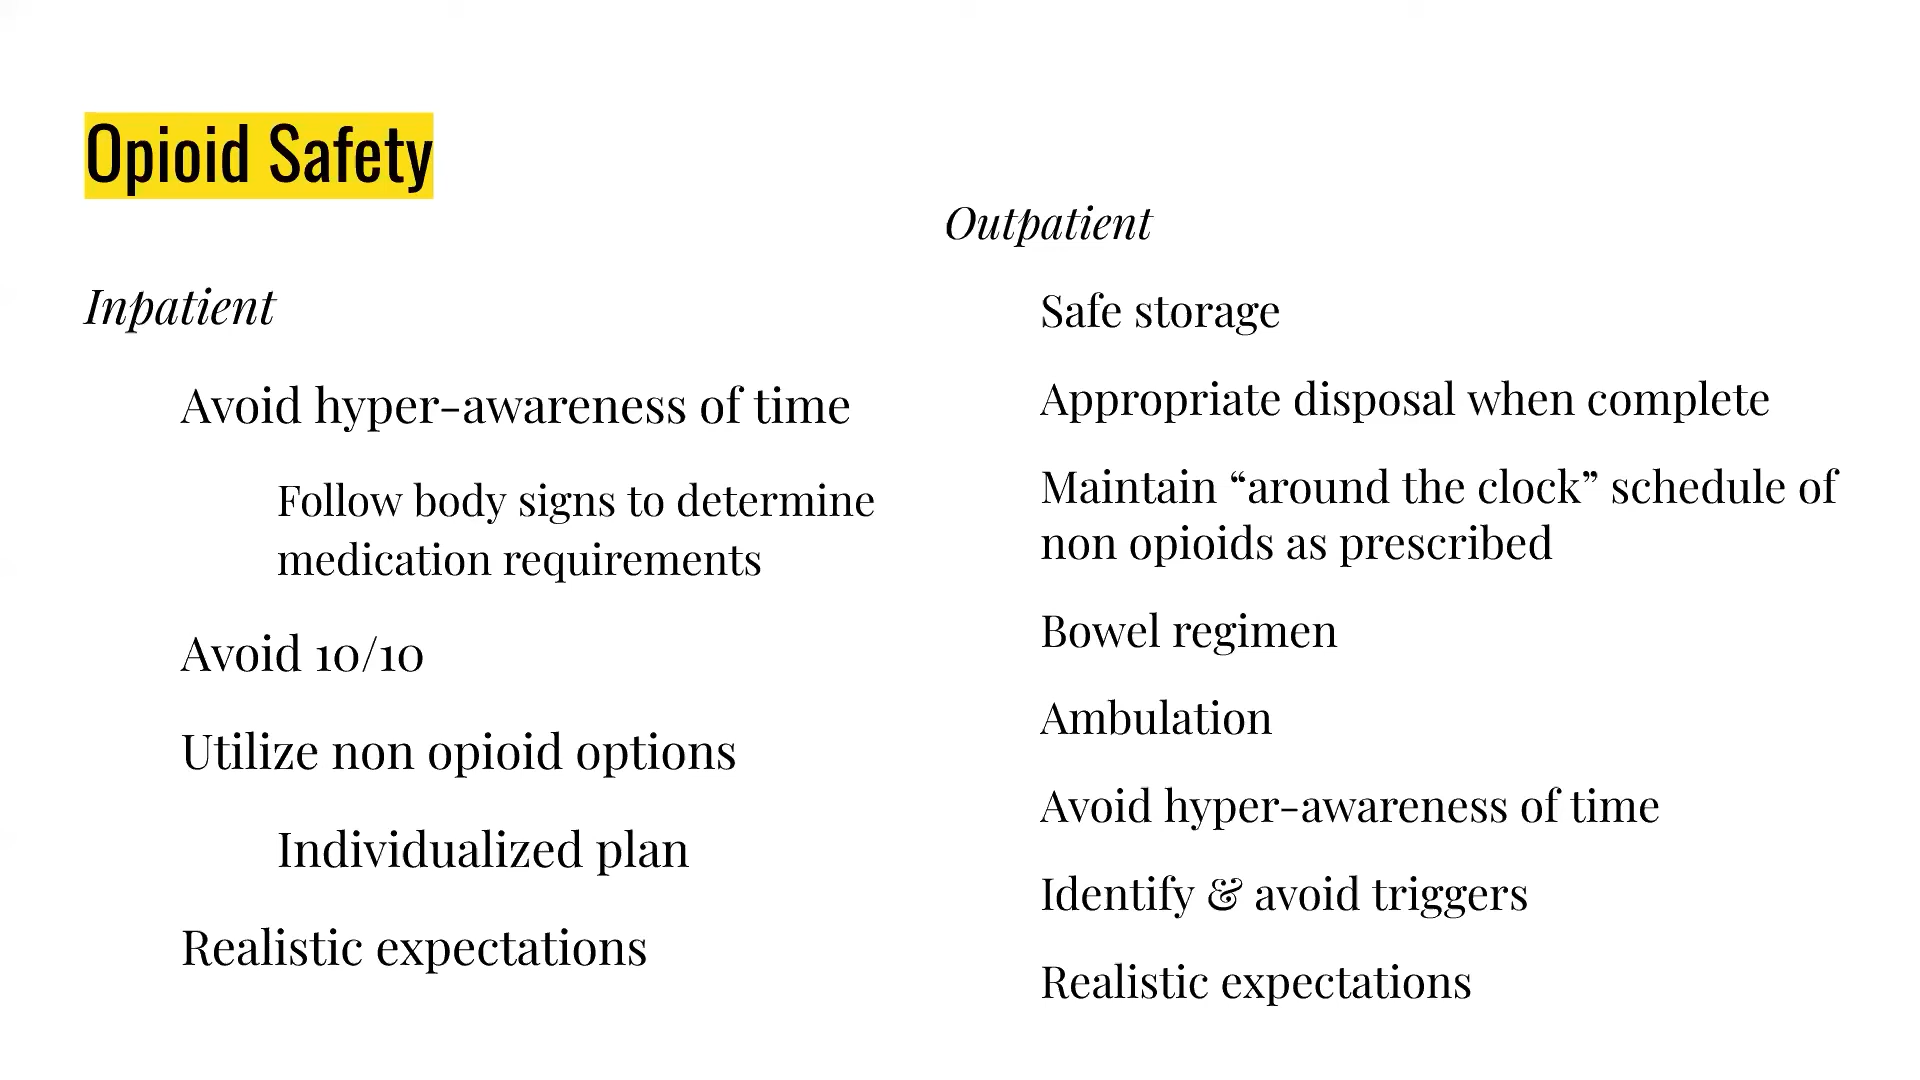 Opioid Safety
Inpatient
Avoid hyper-awareness of time
Follow body signs to determine
medication requirements
Avoid 10/10
Utilize non opioid options
Individualized plan
Realistic expectations
Outpatient
Safe storage
Appropriate disposal when complete
Maintain “around the clock” schedule of
non opioids as prescribed
Bowel regimen
Ambulation
Avoid hyper-awareness of time
Identify & avoid triggers
Realistic expectations